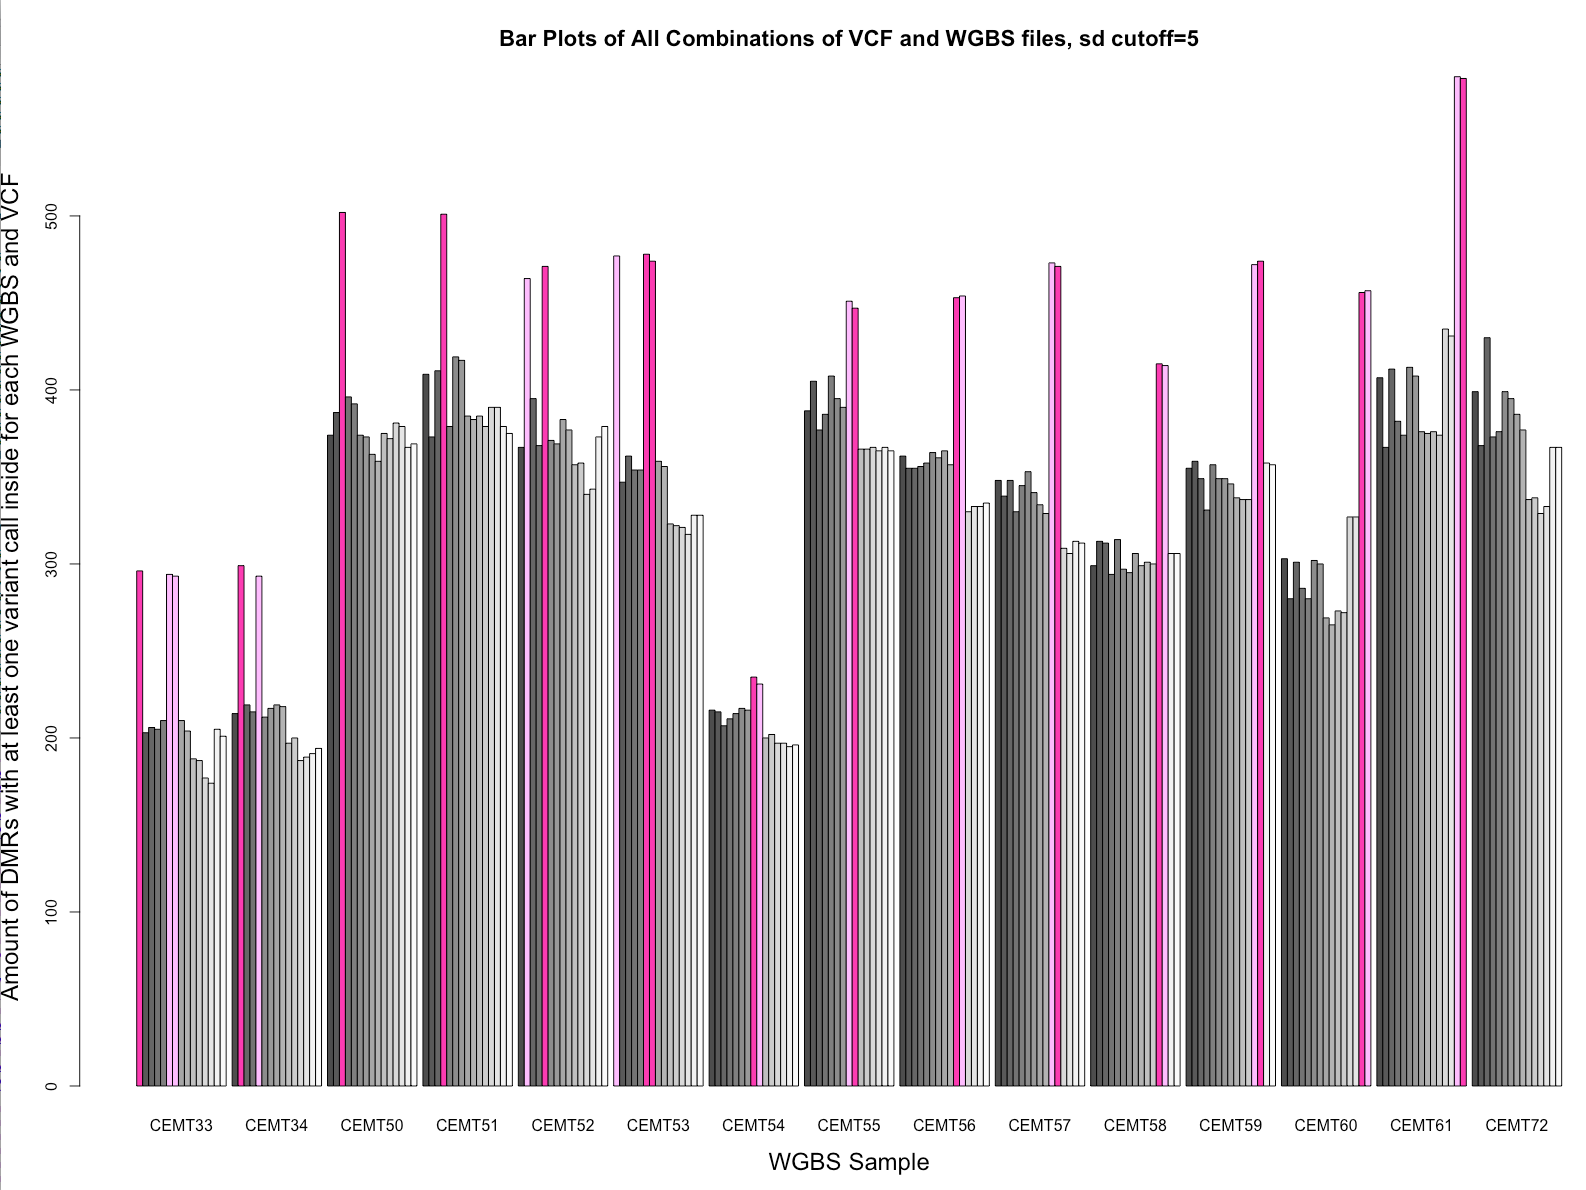 Bar Plots of All Combinations of VCF and WGBS files, sd cutoff=5
Amount of DMRs with at least one variant call inside for each WGBS and VCF
500
400
300
200
100
0
CEMT33 CEMT34 CEMT50 CEMT51 CEMT52 CEMT53 CEMT54 CEMT55 CEMT56 CEMT57 CEMT58 CEMT59 CEMT60 CEMT61 CEMT72
WGBS Sample